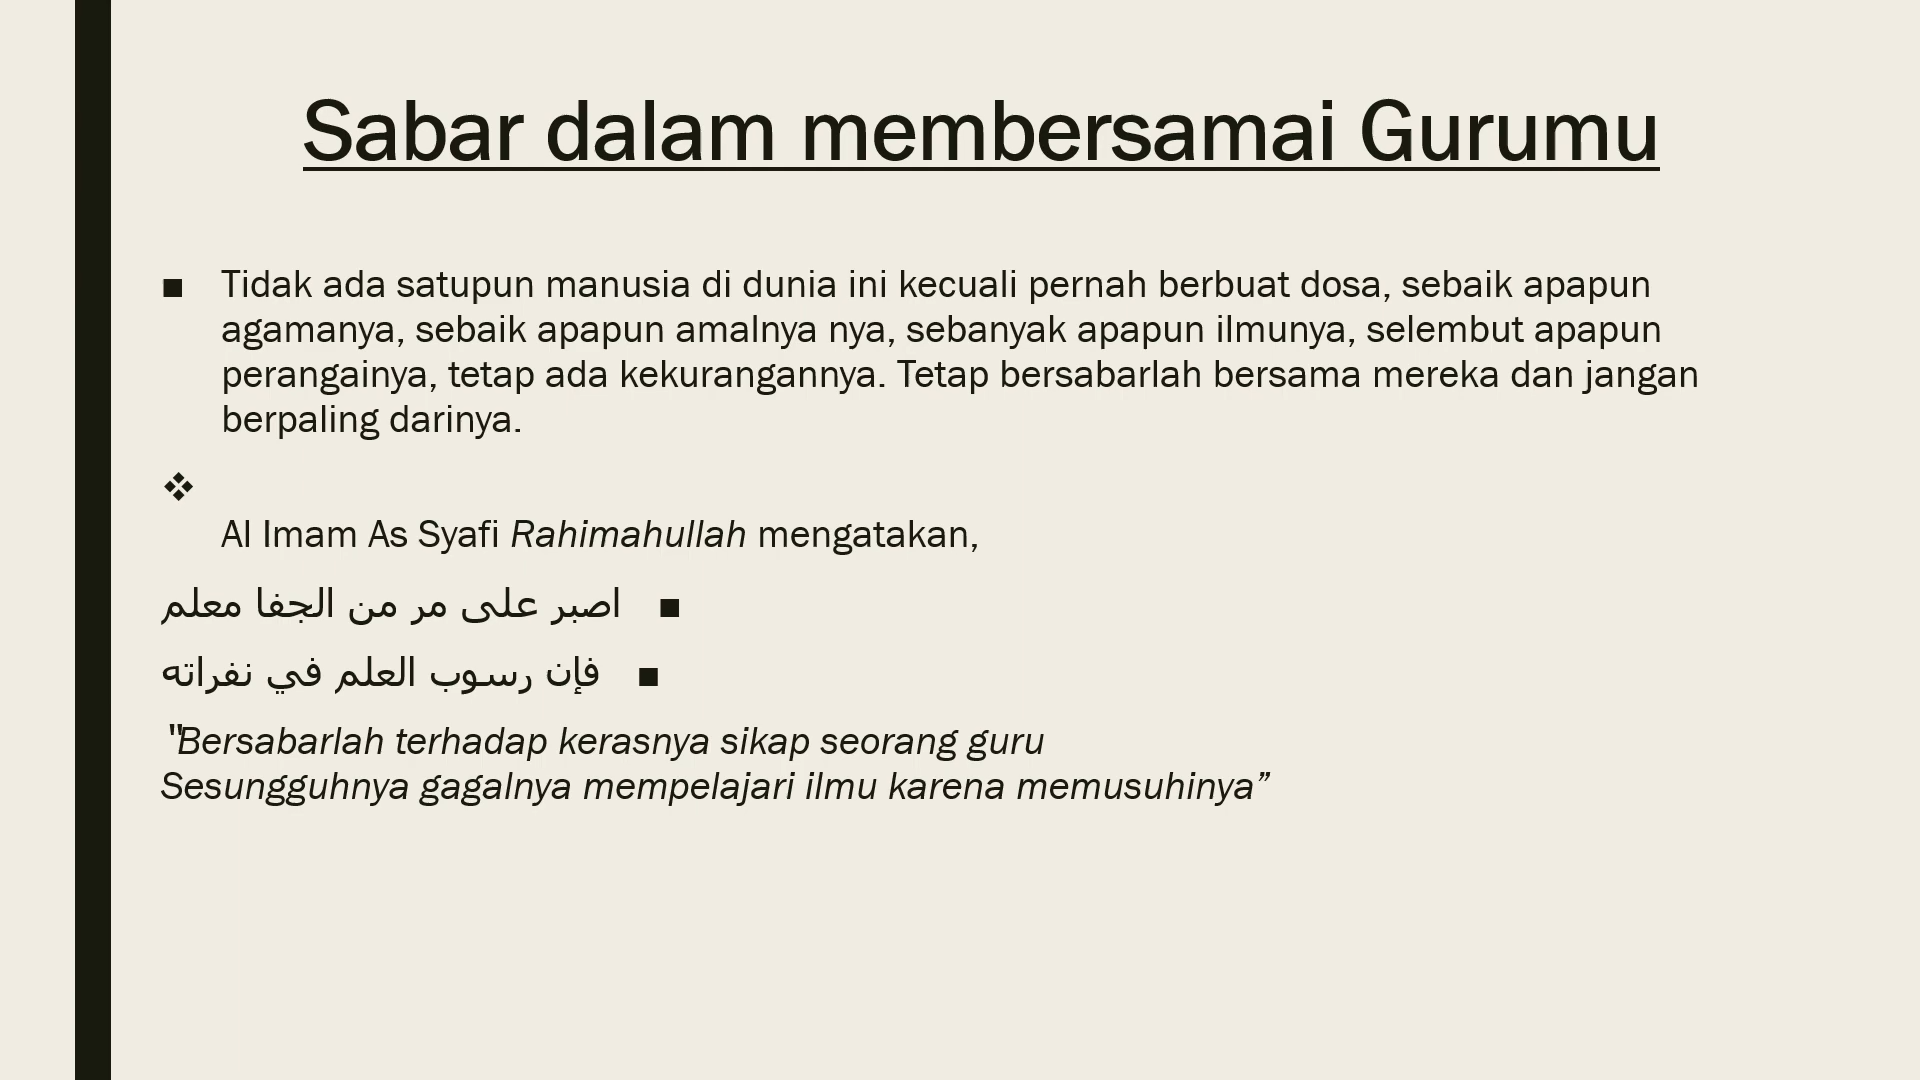 Sabar dalam membersamai Gurumu
▪ Tidak ada satupun manusia di dunia ini kecuali pernah berbuat dosa, sebaik apapun
agamanya, sebaik apapun amalnya nya, sebanyak apapun ilmunya, selembut apapun
perangainya, tetap ada kekurangannya. Tetap bersabarlah bersama mereka dan jangan
berpaling darinya.
❖
Al Imam As Syafi Rahimahullah mengatakan,
▪ اصبر على مر من الجفا معلم
▪ فإن رسوب العلم في نفراته
"Bersabarlah terhadap kerasnya sikap seorang guru
Sesungguhnya gagalnya mempelajari ilmu karena memusuhinya”